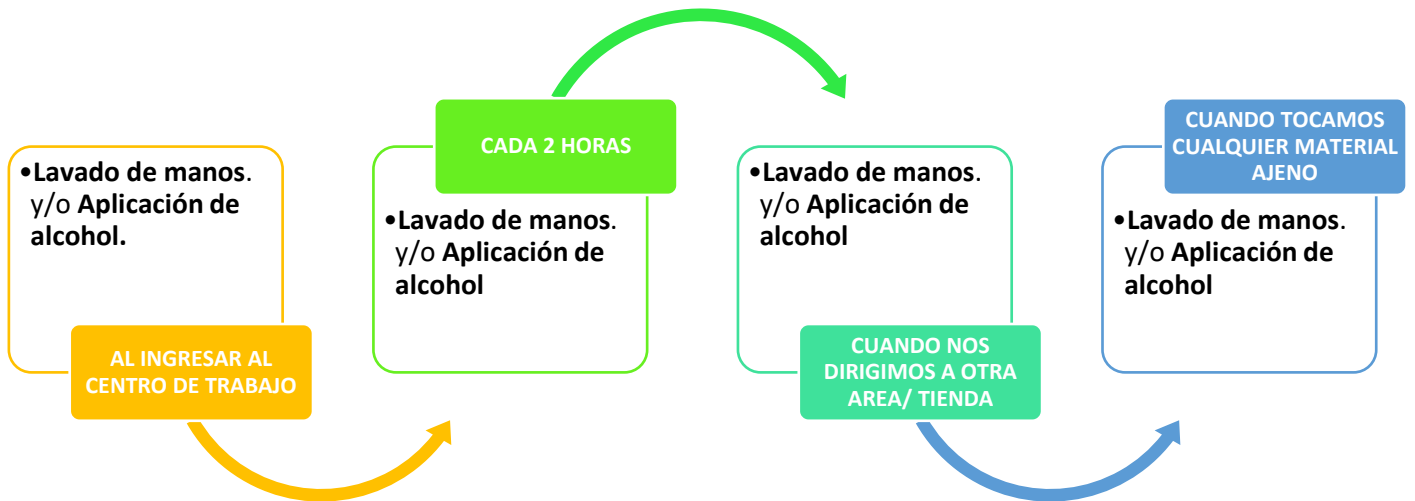 •Lavado de manos.
y/o Aplicación de
alcohol.
AL INGRESAR AL
CENTRO DE TRABAJO
CADA 2 HORAS
•Lavado de manos.
y/o Aplicación de
alcohol
•Lavado de manos.
y/o Aplicación de
alcohol
CUANDO NOS
DIRIGIMOS A OTRA
AREA/ TIENDA
CUANDO TOCAMOS
CUALQUIER MATERIAL
AJENO
•Lavado de manos.
y/o Aplicación de
alcohol